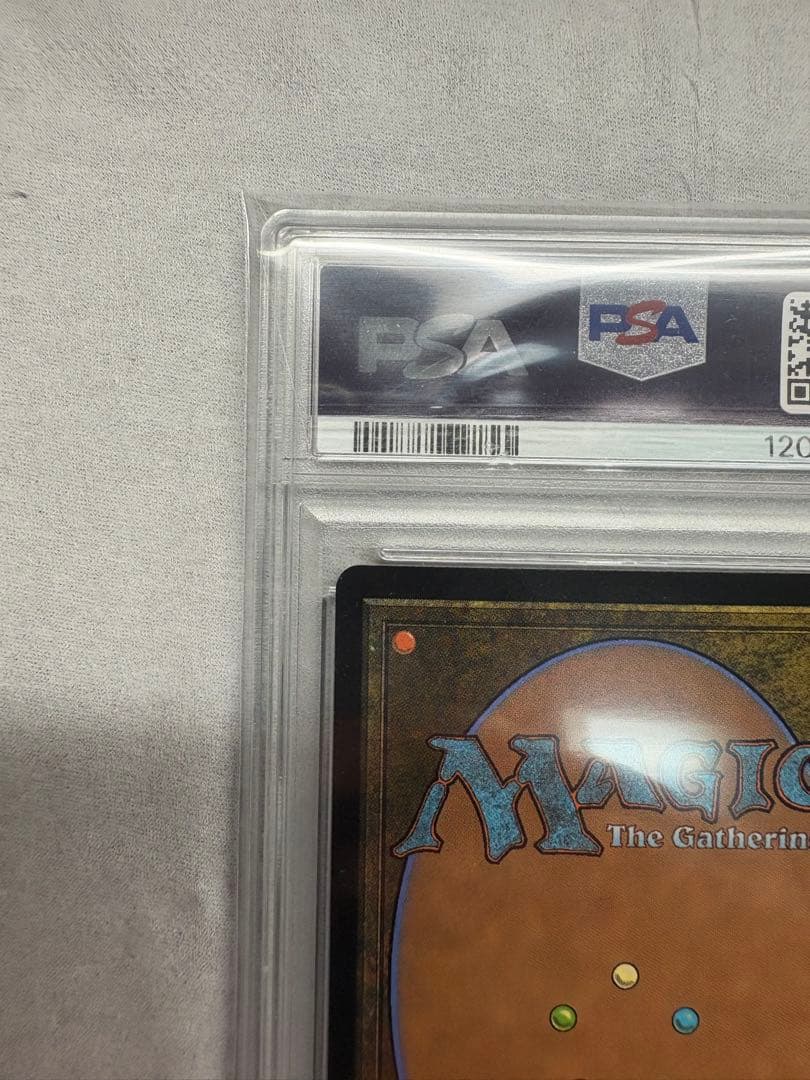 PSA PSA
120
MAGIC
The Gatherin